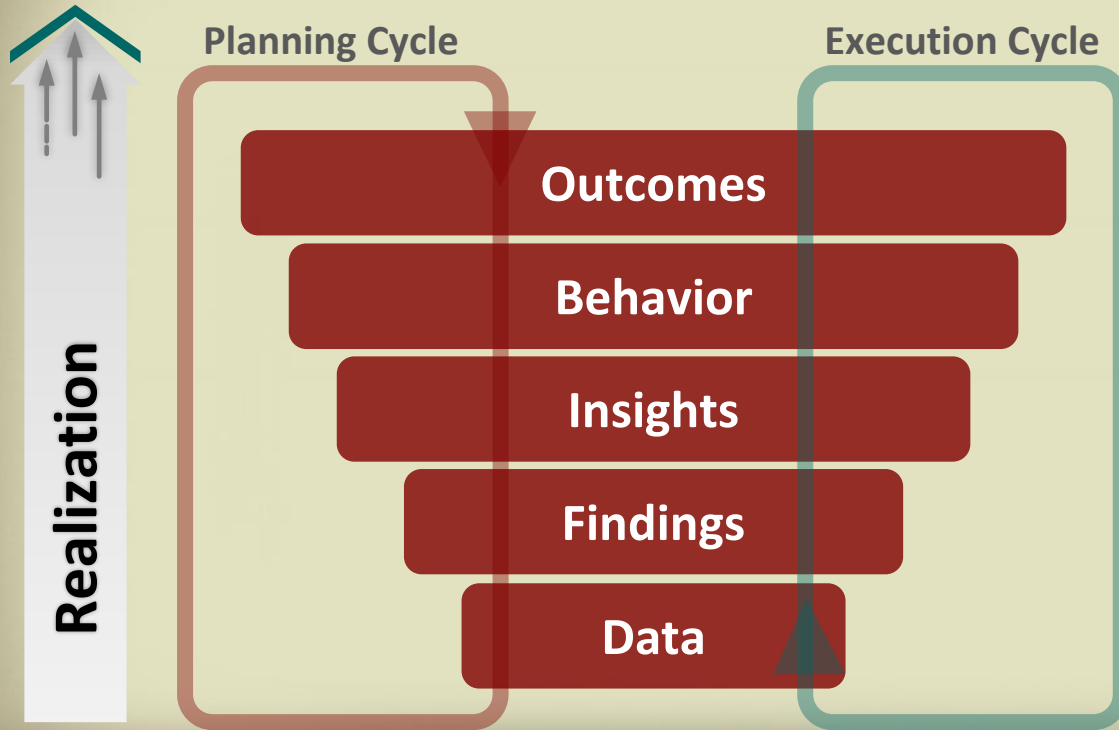 Planning Cycle
Execution Cycle
Outcomes
Behavior
Insights
Findings
Data
Realization